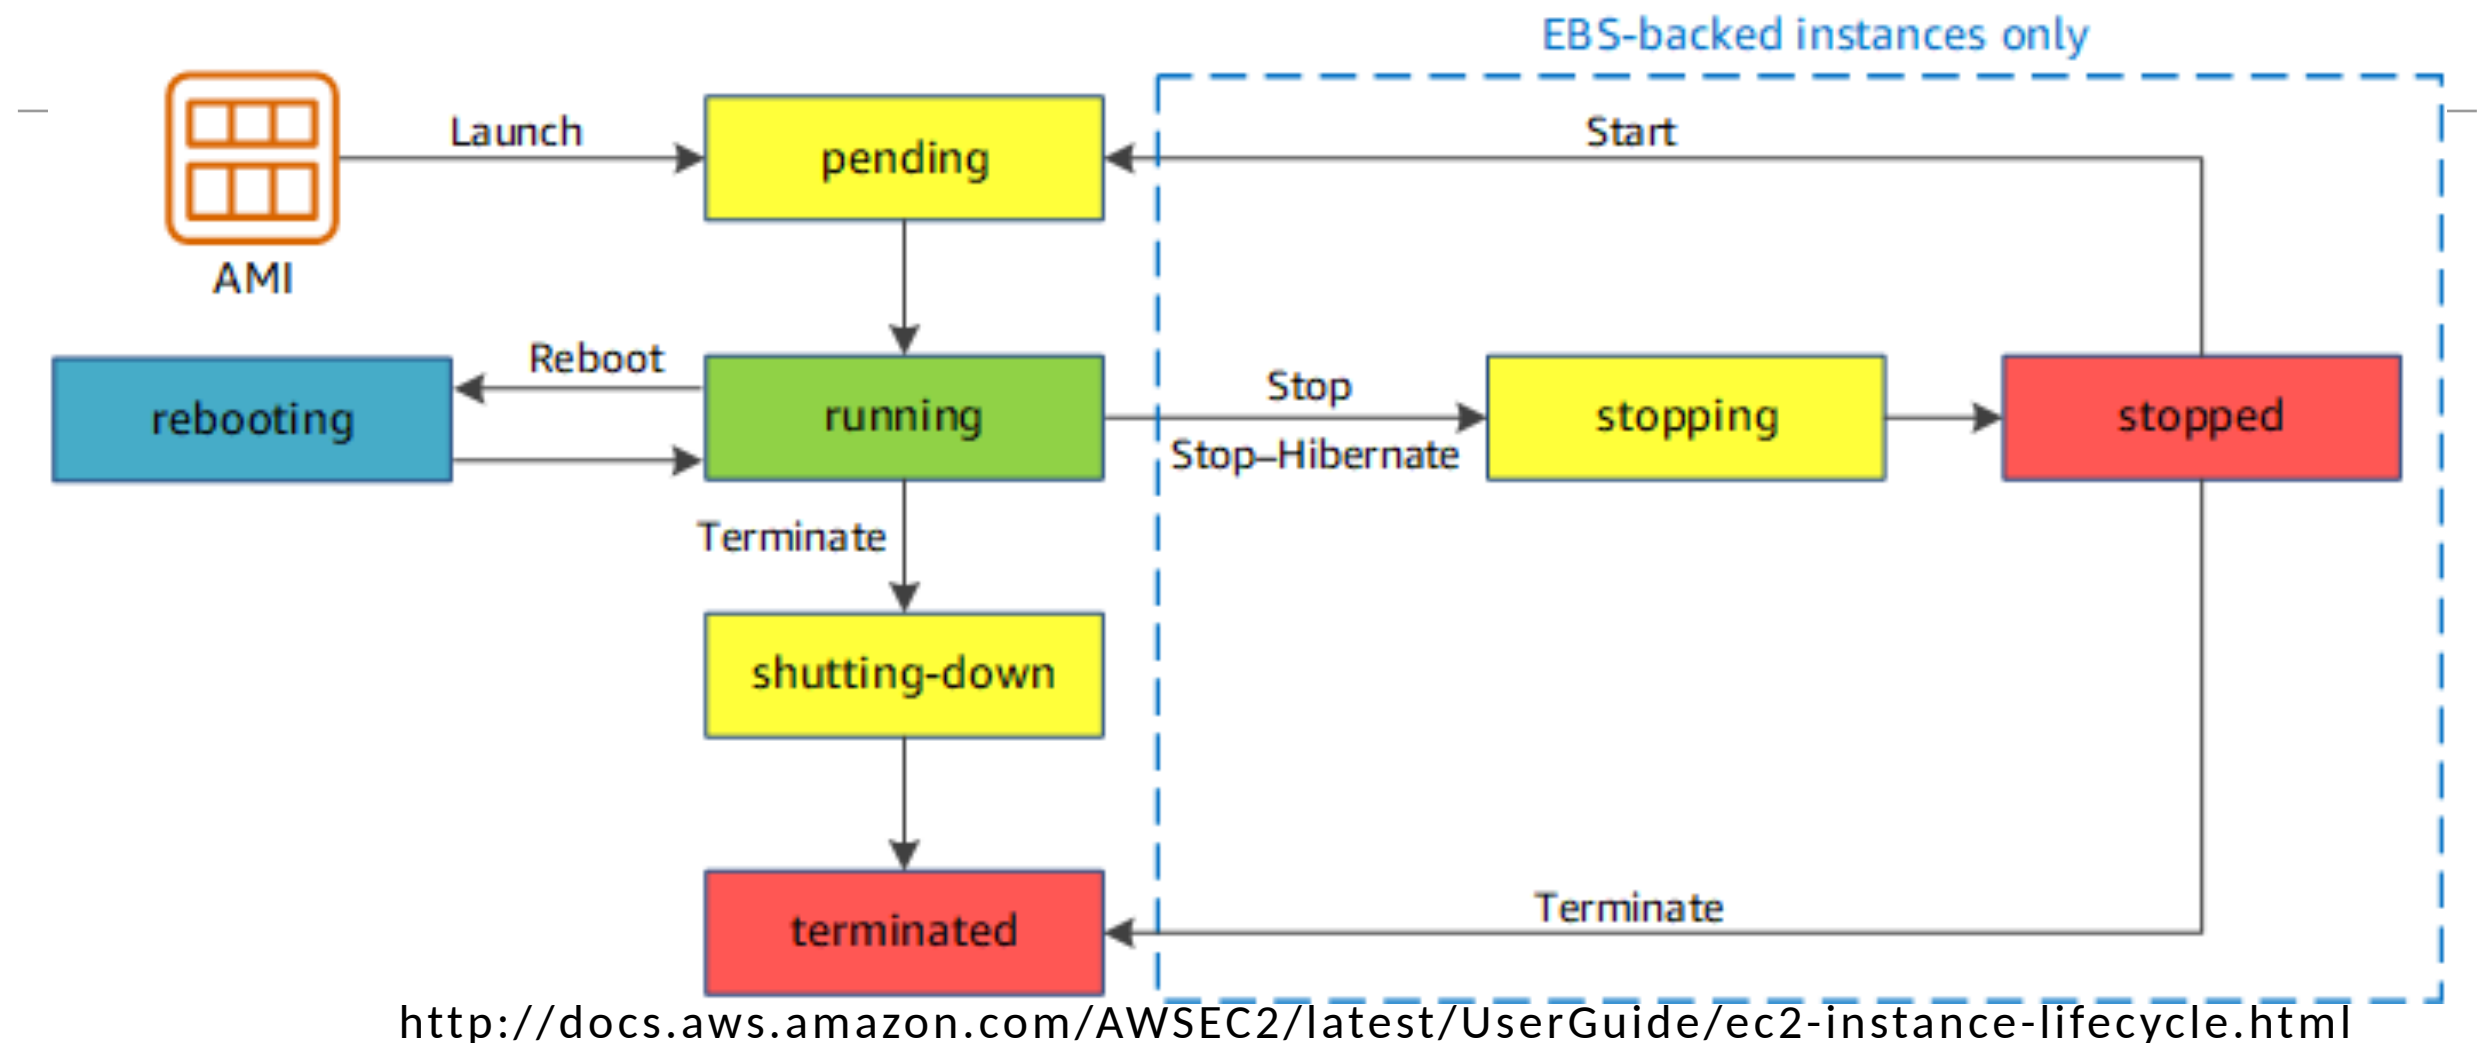 EBS-backed instances only
Launch
pending
Start
AMI
Reboot
rebooting
running
Stop
Stop–Hibernate
stopping
stopped
Terminate
shutting-down
terminated
Terminate
http://docs.aws.amazon.com/AWSEC2/latest/UserGuide/ec2-instance-lifecycle.html